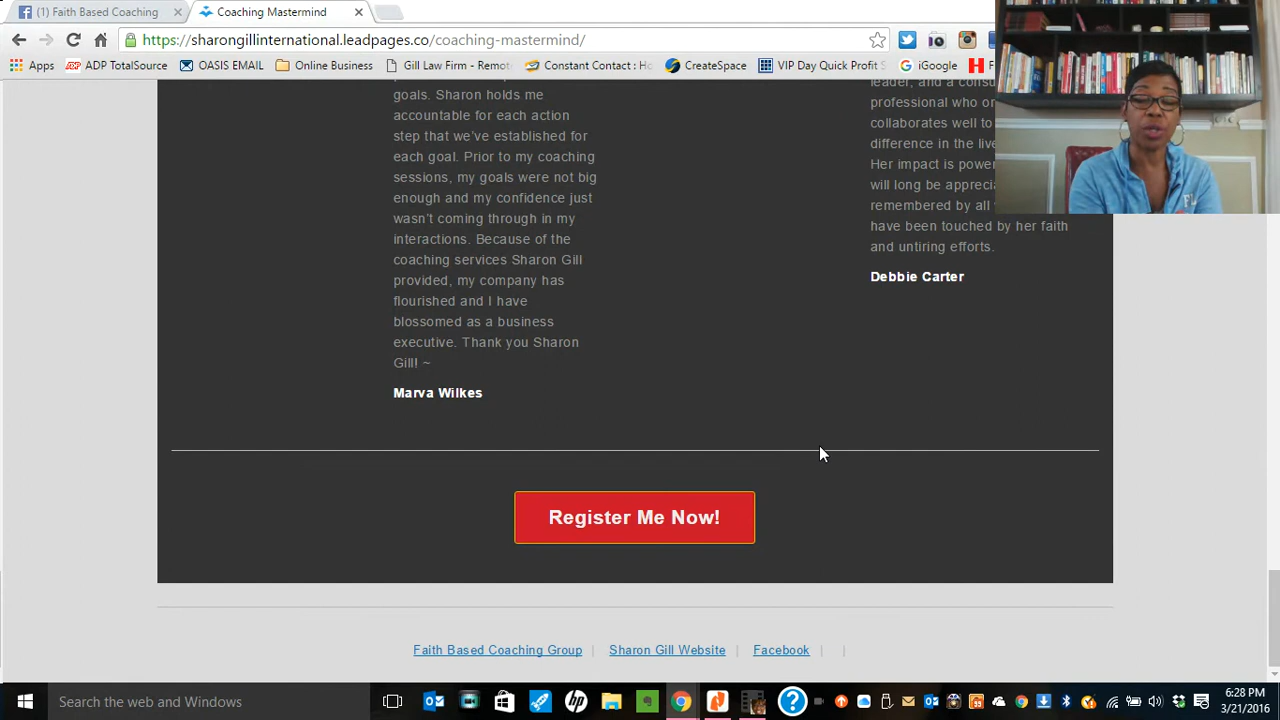 (1) Faith Based Coaching
Coaching Mastermind
https://sharongillinternational.leadpages.co/coaching-mastermind/
Apps
ADP TotalSource
OASIS EMAIL
Online Business
Gill Law Firm - Remote
Constant Contact : Ho
CreateSpace
VIP Day Quick Profit S
iGoogle
goals. Sharon holds me
accountable for each action
step that we've established for
each goal. Prior to my coaching
sessions, my goals were not big
enough and my confidence just
wasn't coming through in my
interactions. Because of the
coaching services Sharon Gill
provided, my company has
flourished and I have
blossomed as a business
executive. Thank you Sharon
Gill! ~
Marva Wilkes
leader, and a
professional who
collaborates well to
difference in the
Her impact is
will long be
remembered by all
have been touched by her faith
and untiring efforts.
Debbie Carter
Register Me Now!
Faith Based Coaching Group | Sharon Gill Website | Facebook | |
Search the web and Windows
6:28 PM
3/21/2016